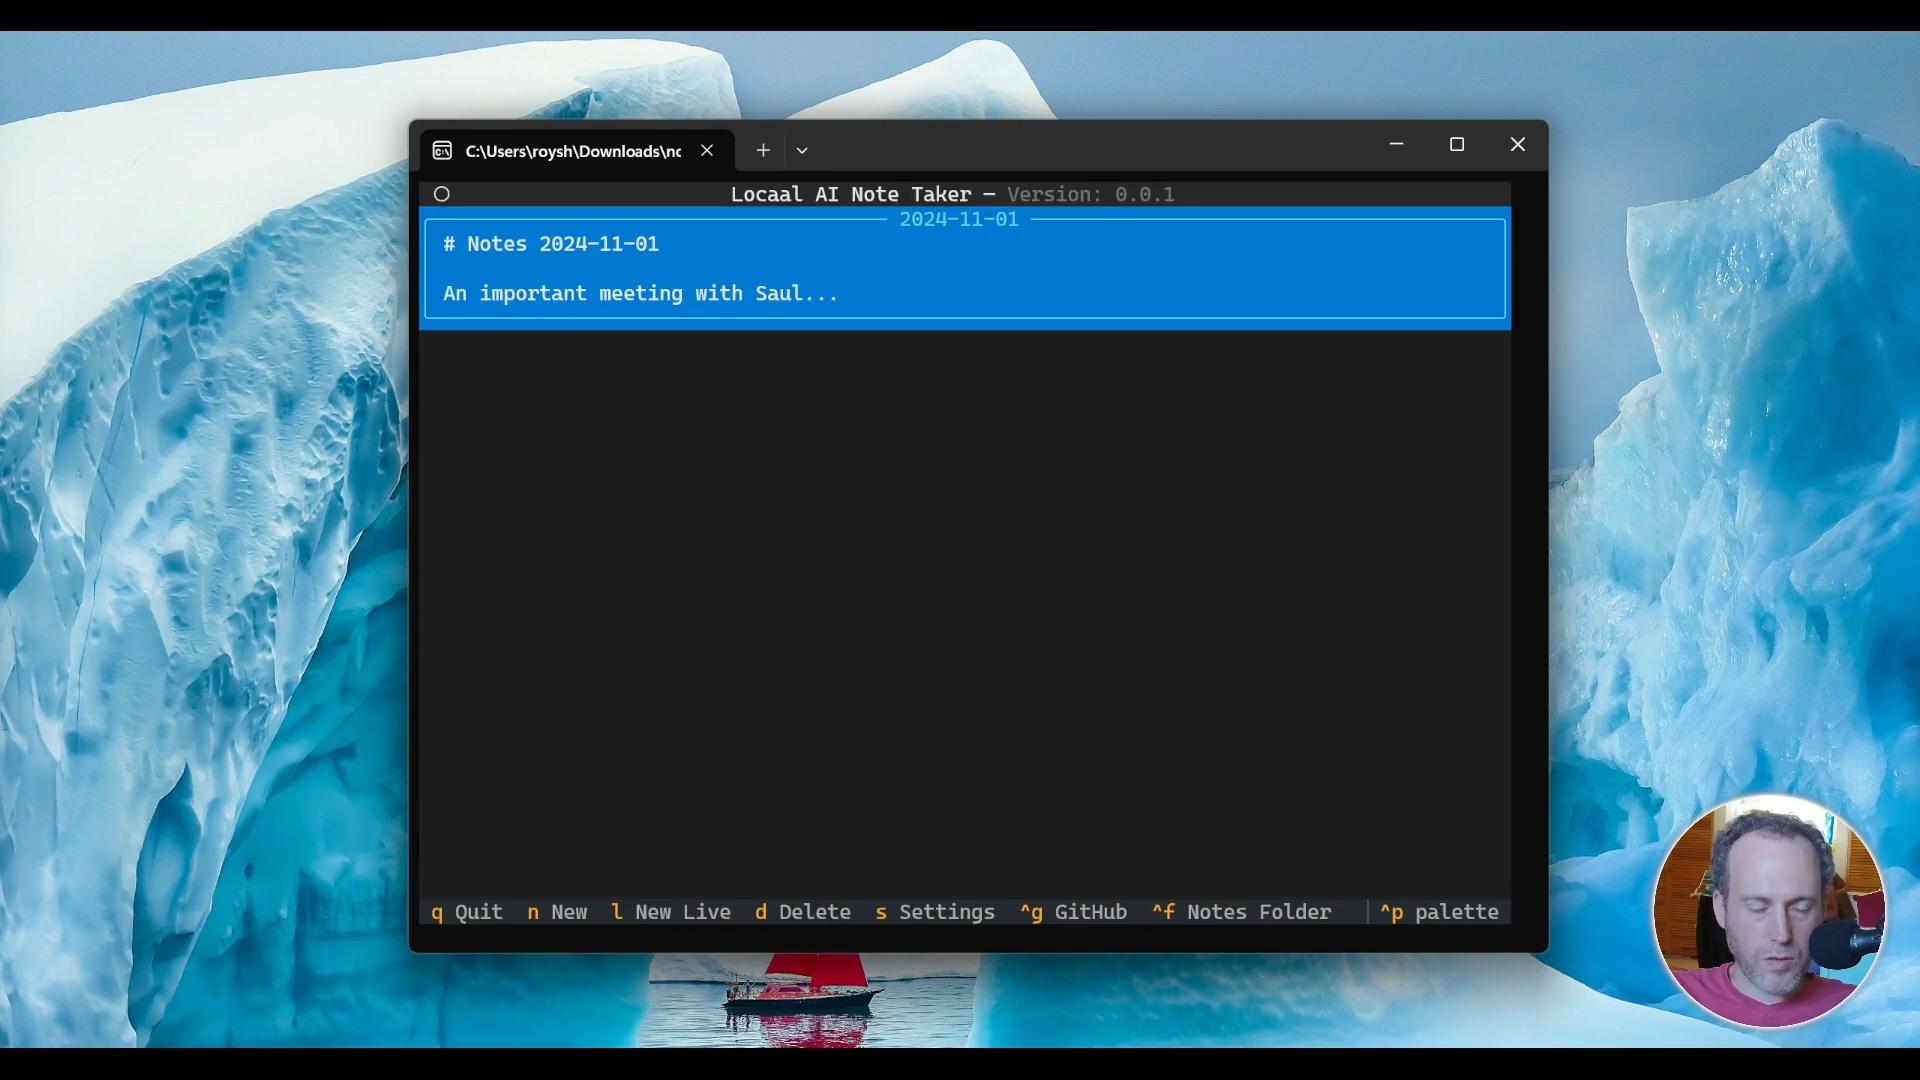 C:\Users\roysh\Downloads\nc
Locaal AI Note Taker — Version: 0.0.1
2024-11-01
# Notes 2024-11-01
An important meeting with Saul...
q Quit n New l New Live d Delete s Settings ^g GitHub ^f Notes Folder ^p palette